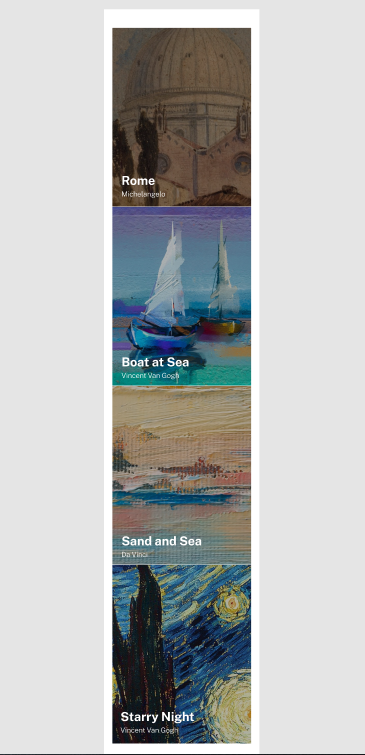 Rome
Michelangelo
Boat at Sea
Vincent Van Gogh
Sand and Sea
Da Vinci
Starry Night
Vincent Van Gogh